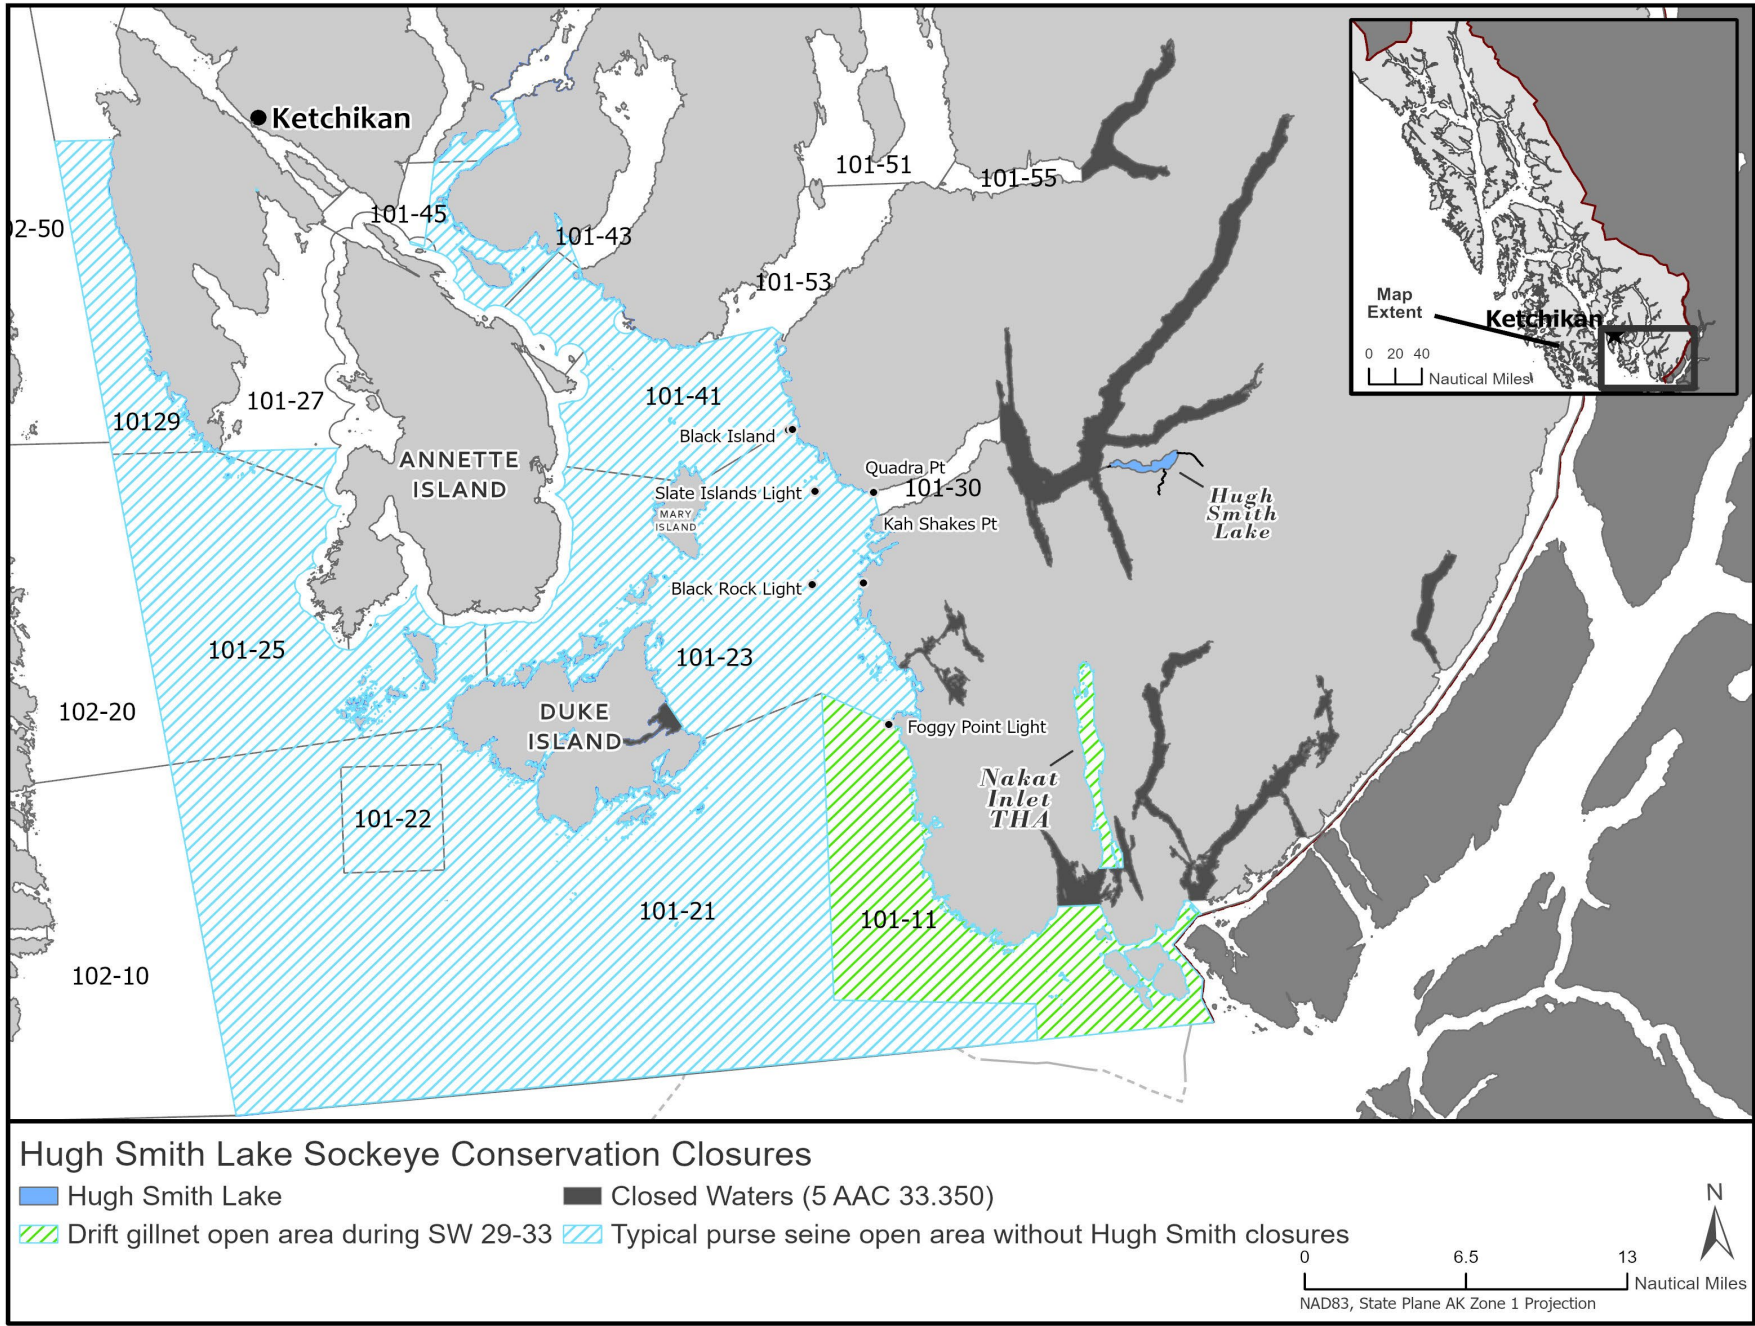 Ketchikan
101-51
101-55
101-45
02-50
101-43
101-53
101-41
101-27
10129
Black Island
ANNETTE
ISLAND
Quadra Pt
101-30
Slate Islands Light
MARY
ISLAND
Kah Shakes Pt
Hugh
Smith
Lake
Black Rock Light
101-25
101-23
102-20
DUKE
ISLAND
Foggy Point Light
Nakat
Inlet
THA
101-22
101-21
101-11
102-10
Map
Extent
Ketchikan
0 20 40
Nautical Miles
Hugh Smith Lake Sockeye Conservation Closures
Hugh Smith Lake
Closed Waters (5 AAC 33.350)
Drift gillnet open area during SW 29-33
Typical purse seine open area without Hugh Smith closures
N
0 6.5 13
Nautical Miles
NAD83, State Plane AK Zone 1 Projection